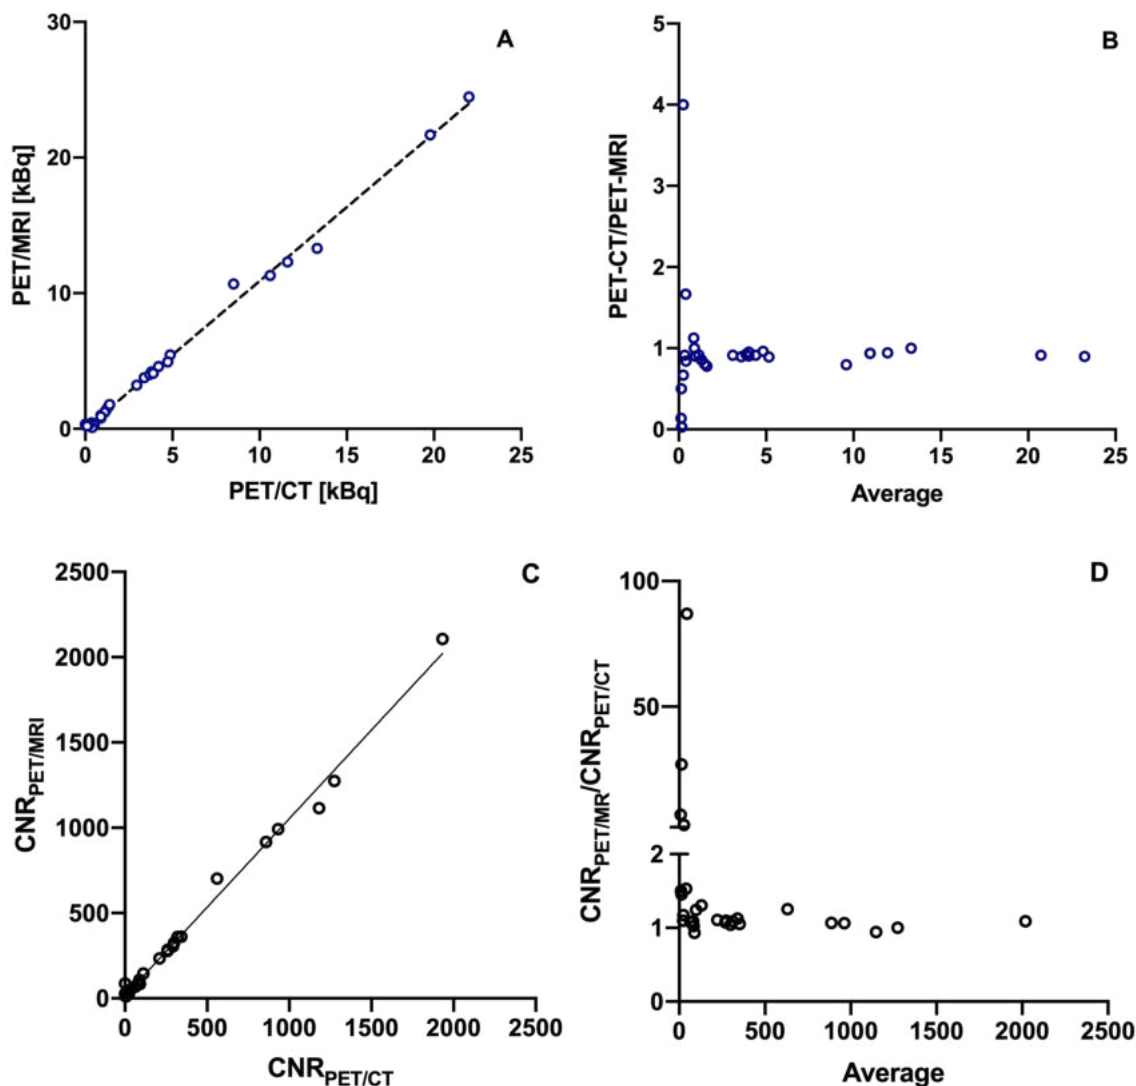 A
30
20
10
0
PET/MRI [kBq]
0 5 10 15 20 25
PET/CT [kBq]
B
5
4
3
2
1
0
PET-CT/PET-MRI
0 5 10 15 20 25
Average
C
2500
2000
1500
1000
500
0
CNR_PET/MRI
0 500 1000 1500 2000 2500
CNR_PET/CT
D
100
50
2
1
0
CNR_PET/MR/CNR_PET/CT
0 500 1000 1500 2000 2500
Average